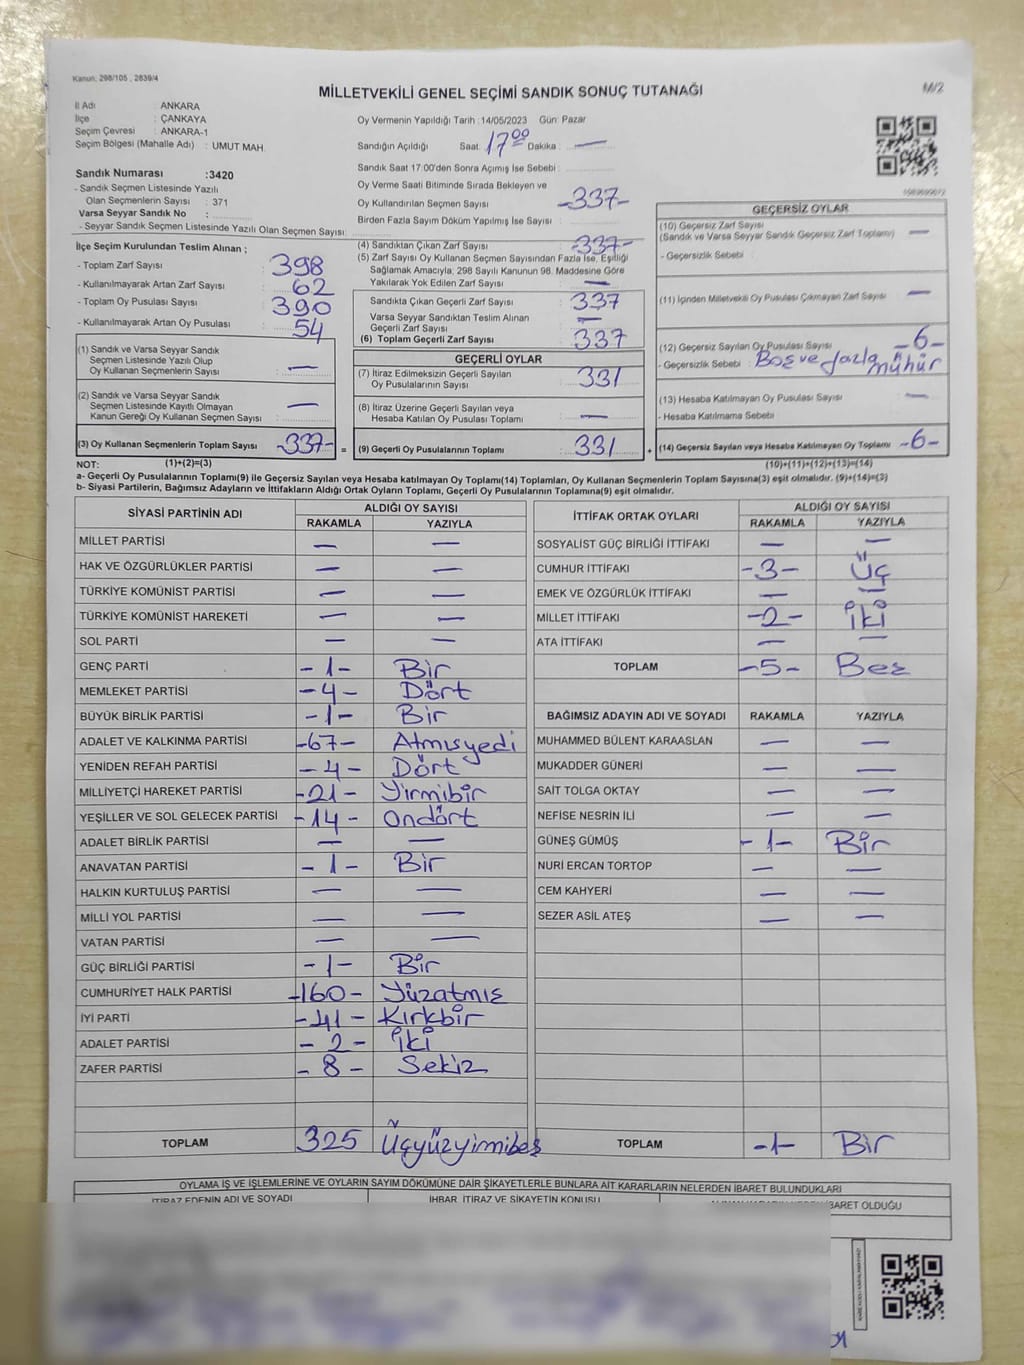 Kanun: 298/105 , 2839/4
MİLLETVEKİLİ GENEL SEÇİMİ SANDIK SONUÇ TUTANAĞI
M/2
İl Adı : ANKARA
İlçe : ÇANKAYA
Seçim Çevresi : ANKARA-1
Seçim Bölgesi (Mahalle Adı) : UMUT MAH.
Oy Vermenin Yapıldığı Tarih :14/05/2023 Gün: Pazar
Sandığın Açıldığı Saat: 17:00 Dakika : —
Sandık Saat 17.00'den Sonra Açımış İse Sebebi :
Oy Verme Saati Bitiminde Sırada Bekleyen ve
Oy Kullandırılan Seçmen Sayısı -337-
Birden Fazla Sayım Döküm Yapılmış İse Sayısı :
Sandık Numarası :3420
- Sandık Seçmen Listesinde Yazılı
Olan Seçmenlerin Sayısı : 371
Varsa Seyyar Sandık No :
- Seyyar Sandık Seçmen Listesinde Yazılı Olan Seçmen Sayısı:
İlçe Seçim Kurulundan Teslim Alınan ;
- Toplam Zarf Sayısı : 398
- Kullanılmayarak Artan Zarf Sayısı : 62
- Toplam Oy Pusulası Sayısı : 390
- Kullanılmayarak Artan Oy Pusulası : 54
(1) Sandık ve Varsa Seyyar Sandık
Seçmen Listesinde Yazılı Olup
Oy Kullanan Seçmenlerin Sayısı : —
(2) Sandık ve Varsa Seyyar Sandık
Seçmen Listesinde Kayıtlı Olmayan
Kanun Gereği Oy Kullanan Seçmen Sayısı : —
(3) Oy Kullanan Seçmenlerin Toplam Sayısı -337- =
(1)+(2)=(3)
(4) Sandıktan Çıkan Zarf Sayısı : -337-
(5) Zarf Sayısı Oy Kullanan Seçmen Sayısından Fazla İse, Eşitliği
Sağlamak Amacıyla, 298 Sayılı Kanunun 98. Maddesine Göre
Yakılarak Yok Edilen Zarf Sayısı : —
Sandıkta Çıkan Geçerli Zarf Sayısı : 337
Varsa Seyyar Sandıktan Teslim Alınan
Geçerli Zarf Sayısı : —
(6) Toplam Geçerli Zarf Sayısı : 337
GEÇERLİ OYLAR
(7) İtiraz Edilmeksizin Geçerli Sayılan
Oy Pusulalarının Sayısı : 331
(8) İtiraz Üzerine Geçerli Sayılan veya
Hesaba Katılan Oy Pusulası Toplamı : —
(9) Geçerli Oy Pusulalarının Toplamı : 331 +
GEÇERSİZ OYLAR
(10) Geçersiz Zarf Sayısı
(Sandık ve Varsa Seyyar Sandık Geçersiz Zarf Toplamı) —
- Geçersizlik Sebebi :
(11) İçinden Milletvekili Oy Pusulası Çıkmayan Zarf Sayısı —
(12) Geçersiz Sayılan Oy Pusulası Sayısı -6-
- Geçersizlik Sebebi : Boş ve fazla mühür
(13) Hesaba Katılmayan Oy Pusulası Sayısı —
- Hesaba Katılmama Sebebi
(14) Geçersiz Sayılan veya Hesaba Katılmayan Oy Toplamı -6-
(10)+(11)+(12)+(13)=(14)
NOT:
a- Geçerli Oy Pusulalarının Toplamı(9) ile Geçersiz Sayılan veya Hesaba katılmayan Oy Toplamı(14) Toplamları, Oy Kullanan Seçmenlerin Toplam Sayısına(3) eşit olmalıdır. (9)+(14)=(3)
b- Siyasi Partilerin, Bağımsız Adayların ve İttifakların Aldığı Ortak Oyların Toplamı, Geçerli Oy Pusulalarının Toplamına(9) eşit olmalıdır.
SİYASİ PARTİNİN ADI ALDIĞI OY SAYISI
RAKAMLA YAZIYLA
MİLLET PARTİSİ — —
HAK VE ÖZGÜRLÜKLER PARTİSİ — —
TÜRKİYE KOMÜNİST PARTİSİ — —
TÜRKİYE KOMÜNİST HAREKETİ — —
SOL PARTİ — —
GENÇ PARTİ -1- Bir
MEMLEKET PARTİSİ -4- Dört
BÜYÜK BİRLİK PARTİSİ -1- Bir
ADALET VE KALKINMA PARTİSİ -67- Atmışyedi
YENİDEN REFAH PARTİSİ -4- Dört
MİLLİYETÇİ HAREKET PARTİSİ -21- Yirmibir
YEŞİLLER VE SOL GELECEK PARTİSİ -14- Ondört
ADALET BİRLİK PARTİSİ — —
ANAVATAN PARTİSİ -1- Bir
HALKIN KURTULUŞ PARTİSİ — —
MİLLİ YOL PARTİSİ — —
VATAN PARTİSİ — —
GÜÇ BİRLİĞİ PARTİSİ -1- Bir
CUMHURİYET HALK PARTİSİ -160- Yüzatmış
İYİ PARTİ -41- Kırkbir
ADALET PARTİSİ -2- İki
ZAFER PARTİSİ -8- Sekiz
TOPLAM 325 Üçyüzyirmibeş
İTTİFAK ORTAK OYLARI ALDIĞI OY SAYISI
RAKAMLA YAZIYLA
SOSYALİST GÜÇ BİRLİĞİ İTTİFAKI — —
CUMHUR İTTİFAKI -3- Üç
EMEK VE ÖZGÜRLÜK İTTİFAKI — —
MİLLET İTTİFAKI -2- İki
ATA İTTİFAKI — —
TOPLAM -5- Beş
BAĞIMSIZ ADAYIN ADI VE SOYADI RAKAMLA YAZIYLA
MUHAMMED BÜLENT KARAASLAN — —
MUKADDER GÜNERİ — —
SAİT TOLGA OKTAY — —
NEFİSE NESRİN İLİ — —
GÜNEŞ GÜMÜŞ -1- Bir
NURİ ERCAN TORTOP — —
CEM KAHYERİ — —
SEZER ASİL ATEŞ — —
TOPLAM -1- Bir
OYLAMA İŞ VE İŞLEMLERİNE VE OYLARIN SAYIM DÖKÜMÜNE DAİR ŞİKAYETLERLE BUNLARA AİT KARARLARIN NELERDEN İBARET BULUNDUKLARI
İTİRAZ EDENİN ADI VE SOYADI İHBAR, İTİRAZ VE ŞİKAYETİN KONUSU İBARET OLDUĞU